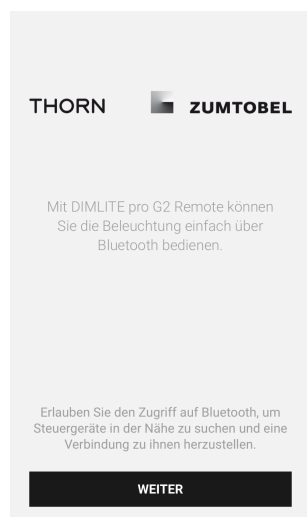 THORN ZUMTOBEL
Mit DIMLITE pro G2 Remote können
Sie die Beleuchtung einfach über
Bluetooth bedienen.
Erlauben Sie den Zugriff auf Bluetooth, um
Steuergeräte in der Nähe zu suchen und eine
Verbindung zu ihnen herzustellen.
WEITER